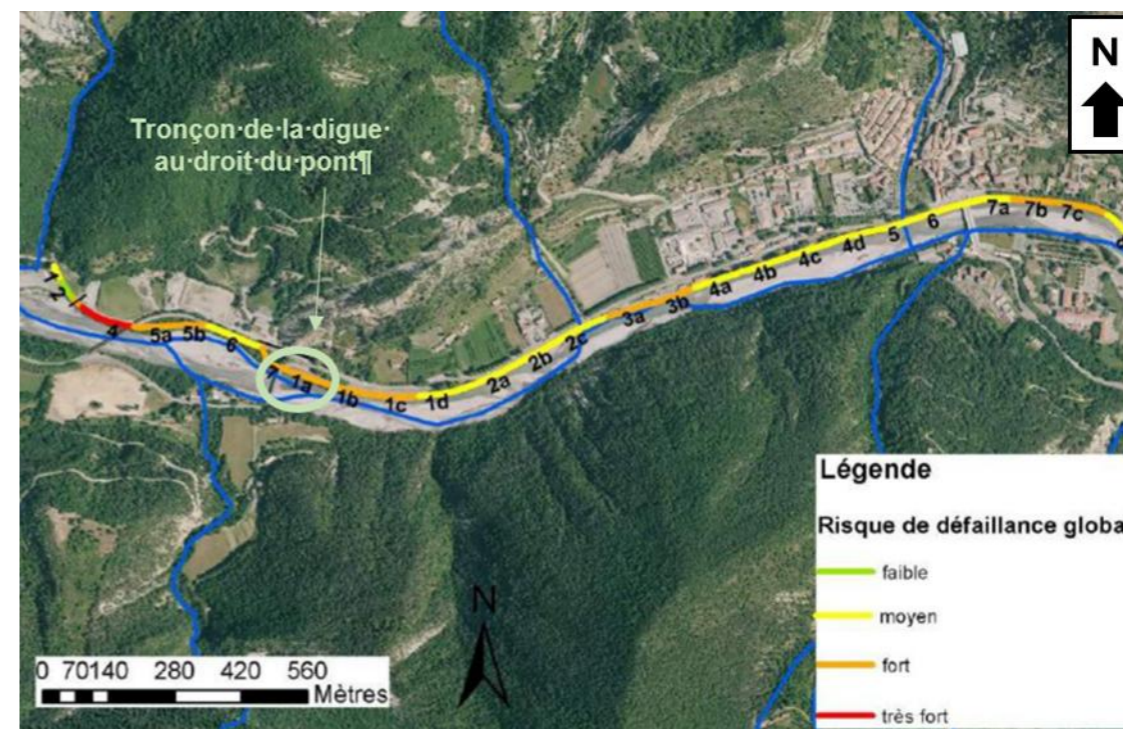 N
Tronçon·de·la·digue·
au·droit·du·pont¶
1
2
4
5a
5b
6
7
1a
1b
1c
1d
2a
2b
2c
3a
3b
4a
4b
4c
4d
5
6
7a
7b
7c
Légende
Risque de défaillance globa
faible
moyen
fort
très fort
N
0 70140 280 420 560
Mètres